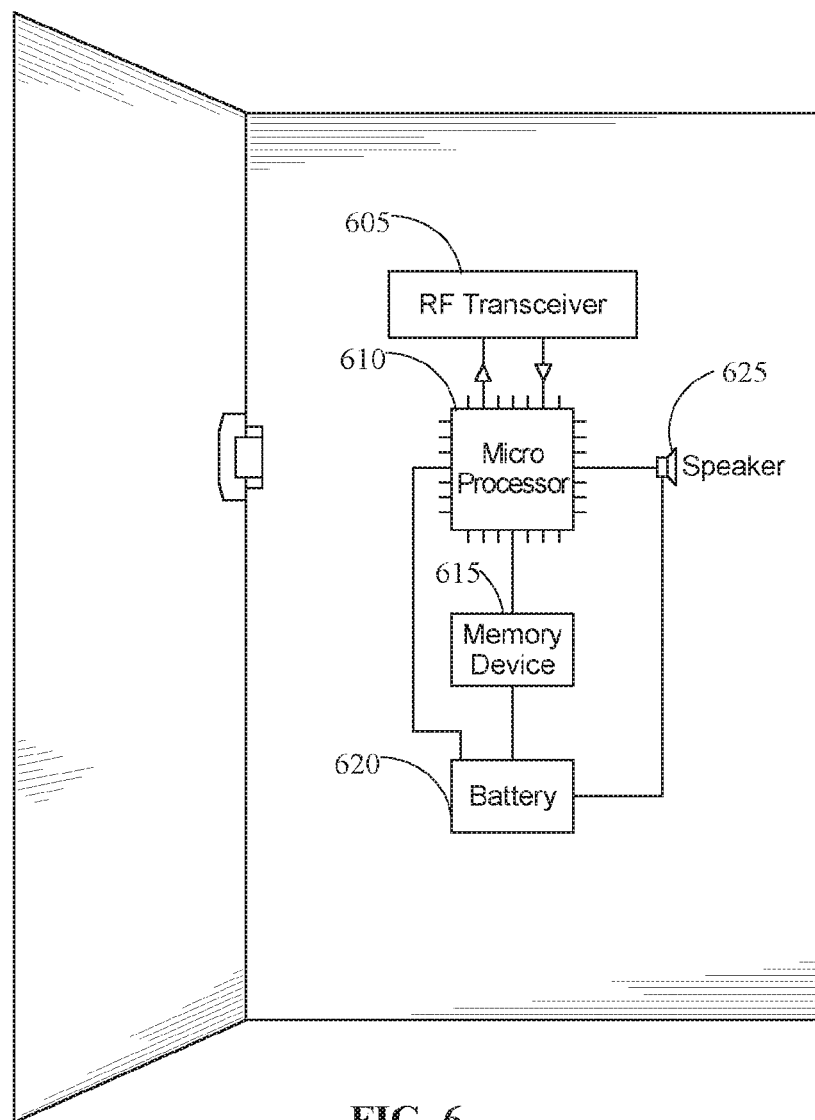 605
RF Transceiver
610
625
Micro
Processor
Speaker
615
Memory
Device
620
Battery
FIG. 6